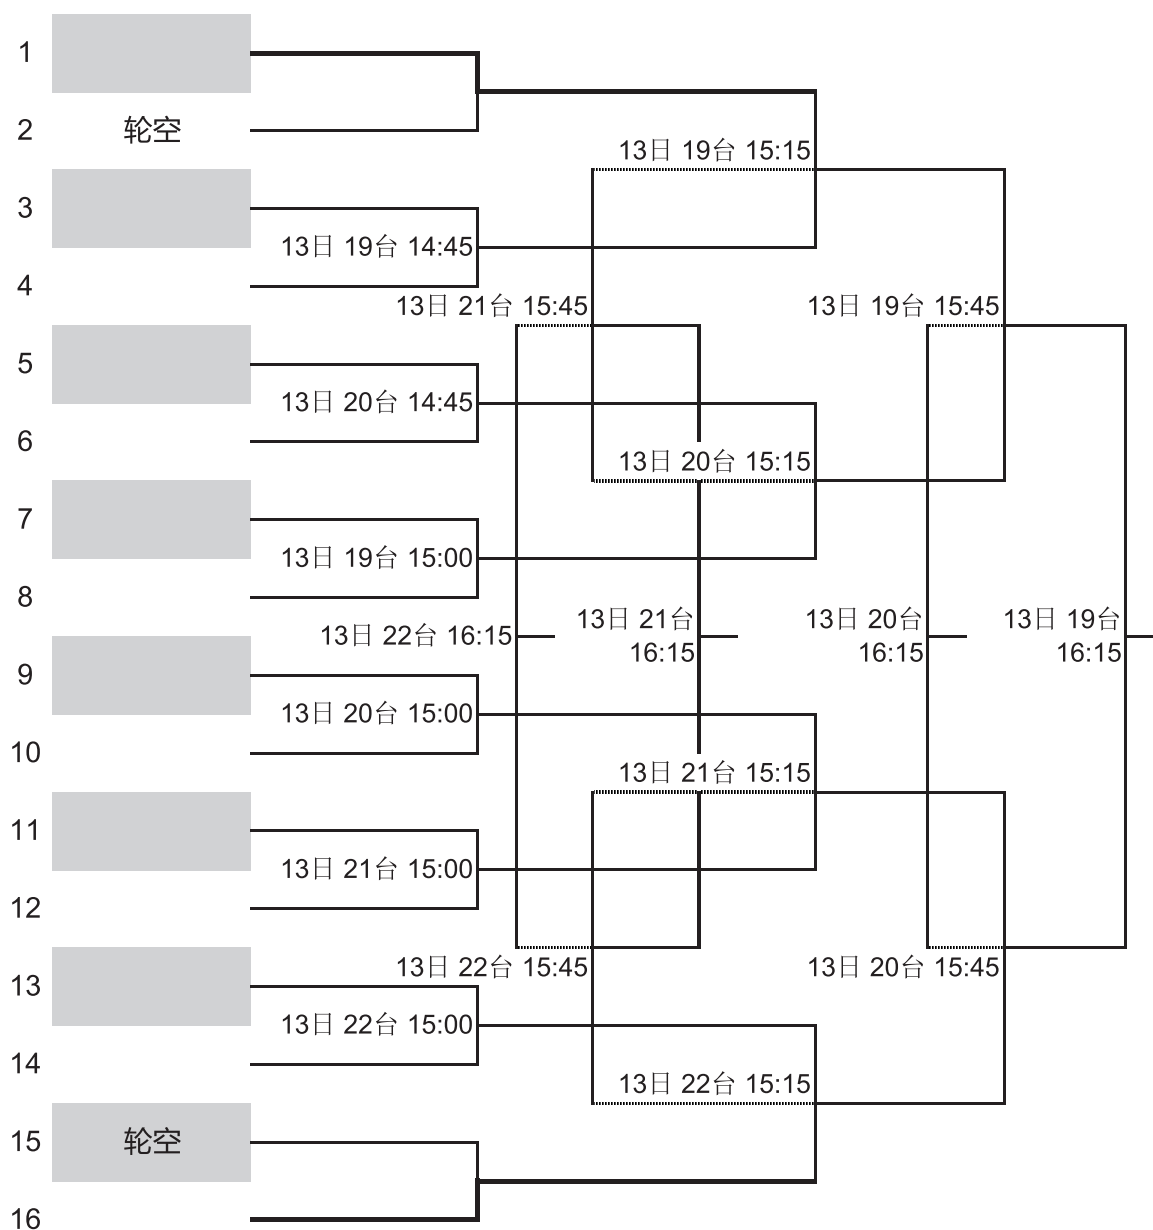 1
2 轮空
13日 19台 15:15
3
13日 19台 14:45
4
13日 21台 15:45
13日 19台 15:45
5
13日 20台 14:45
6
13日 20台 15:15
7
13日 19台 15:00
8
13日 22台 16:15
13日 21台
16:15
13日 20台
16:15
13日 19台
16:15
9
13日 20台 15:00
10
13日 21台 15:15
11
13日 21台 15:00
12
13日 22台 15:45
13日 20台 15:45
13
13日 22台 15:00
14
13日 22台 15:15
15 轮空
16